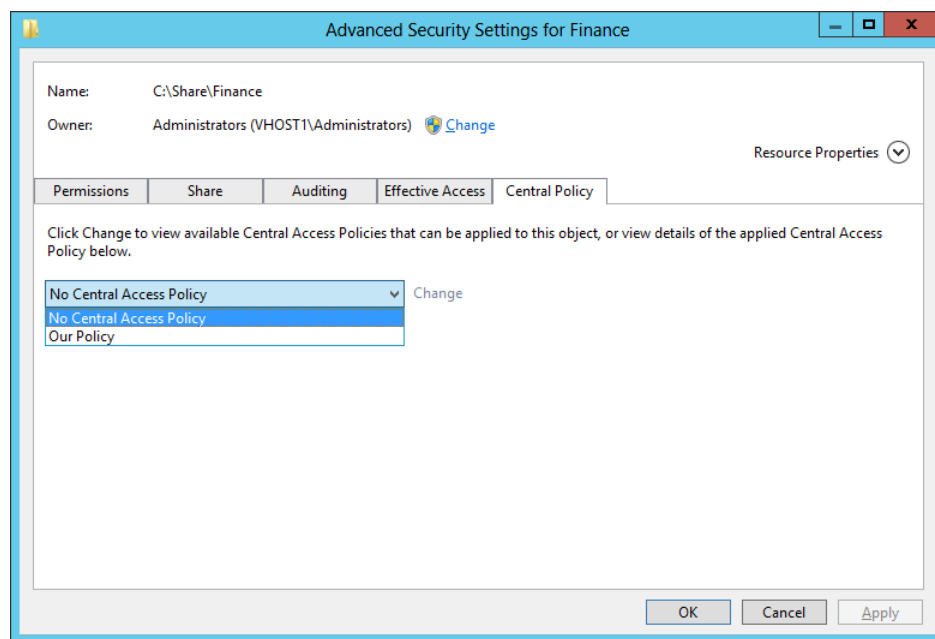 Advanced Security Settings for Finance
Name: C:\Share\Finance
Owner: Administrators (VHOST1\Administrators) Change
Resource Properties
Permissions Share Auditing Effective Access Central Policy
Click Change to view available Central Access Policies that can be applied to this object, or view details of the applied Central Access
Policy below.
No Central Access Policy Change
No Central Access Policy
Our Policy
OK Cancel Apply